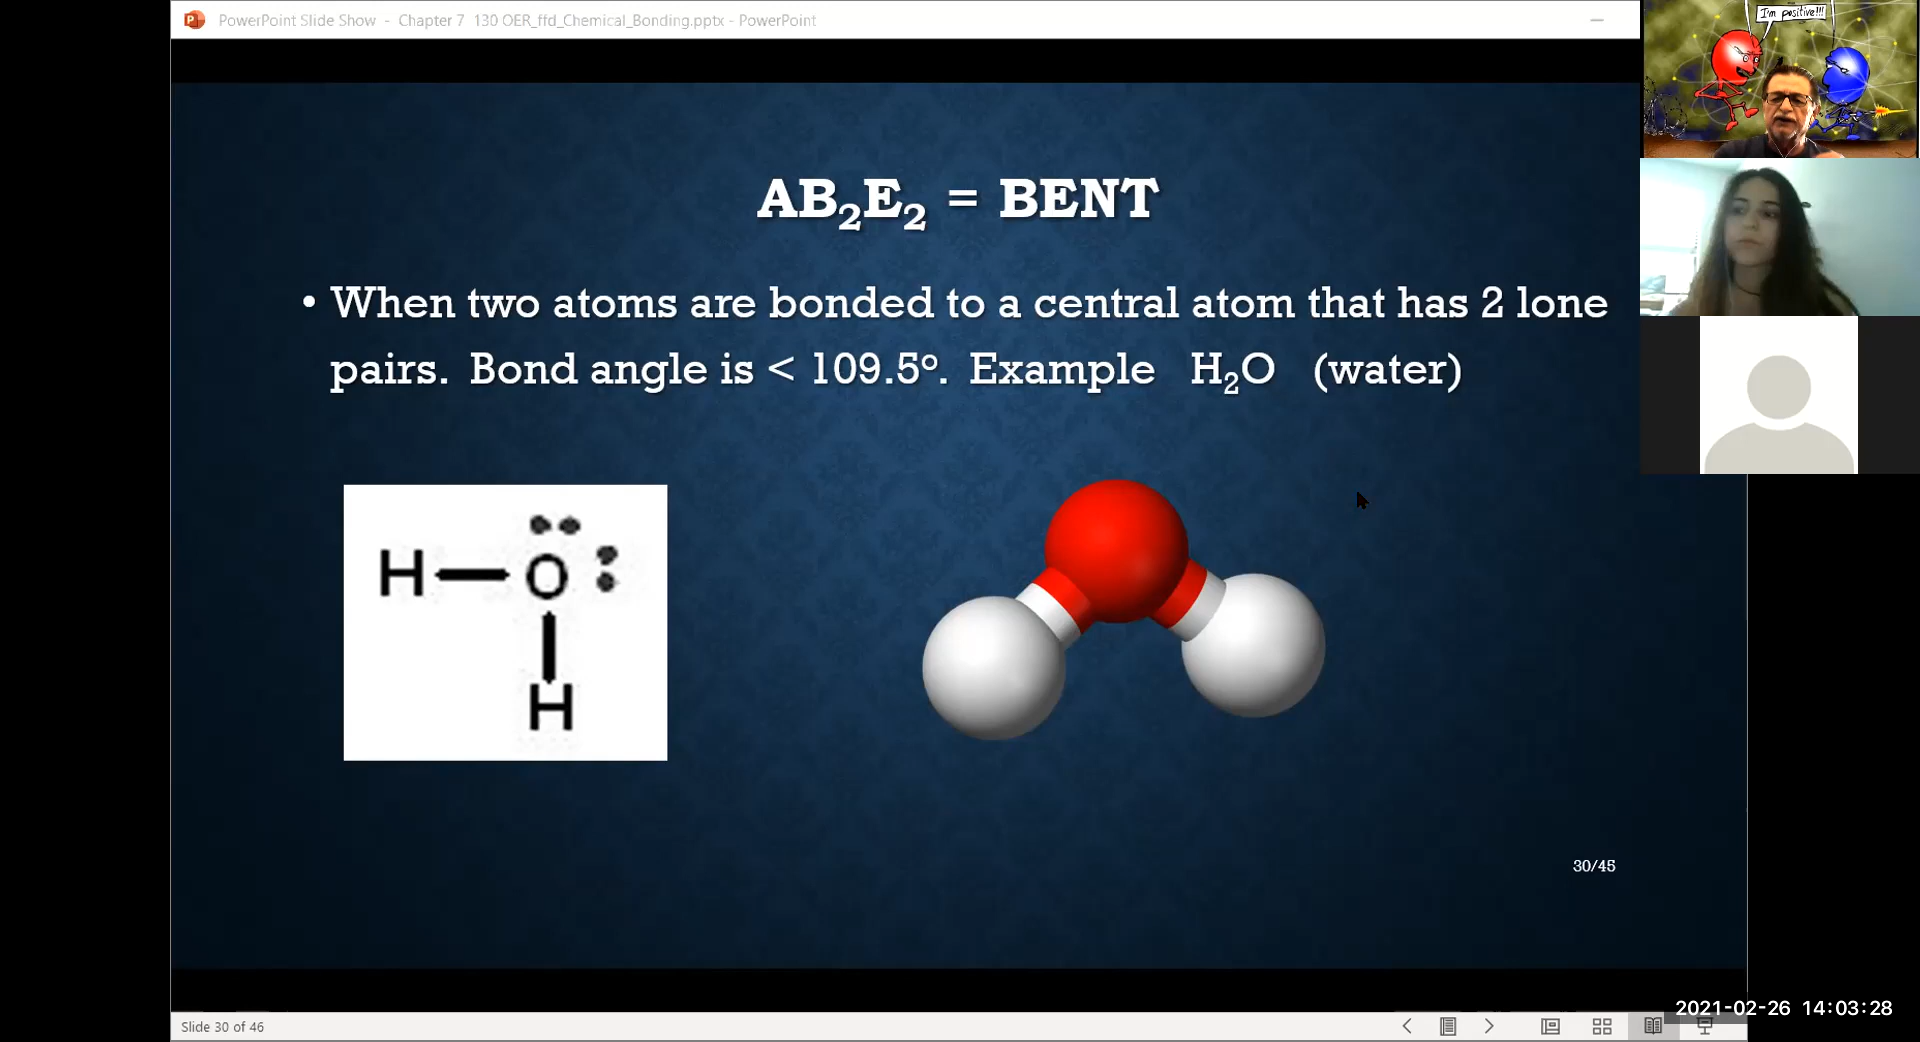 PowerPoint Slide Show - Chapter 7 130 OER_ffd_Chemical_Bonding.pptx - PowerPoint
I'm positive!!!
AB₂E₂ = BENT
• When two atoms are bonded to a central atom that has 2 lone
pairs. Bond angle is < 109.5°. Example H₂O (water)
H O
H
30/45
2021-02-26 14:03:28
Slide 30 of 46